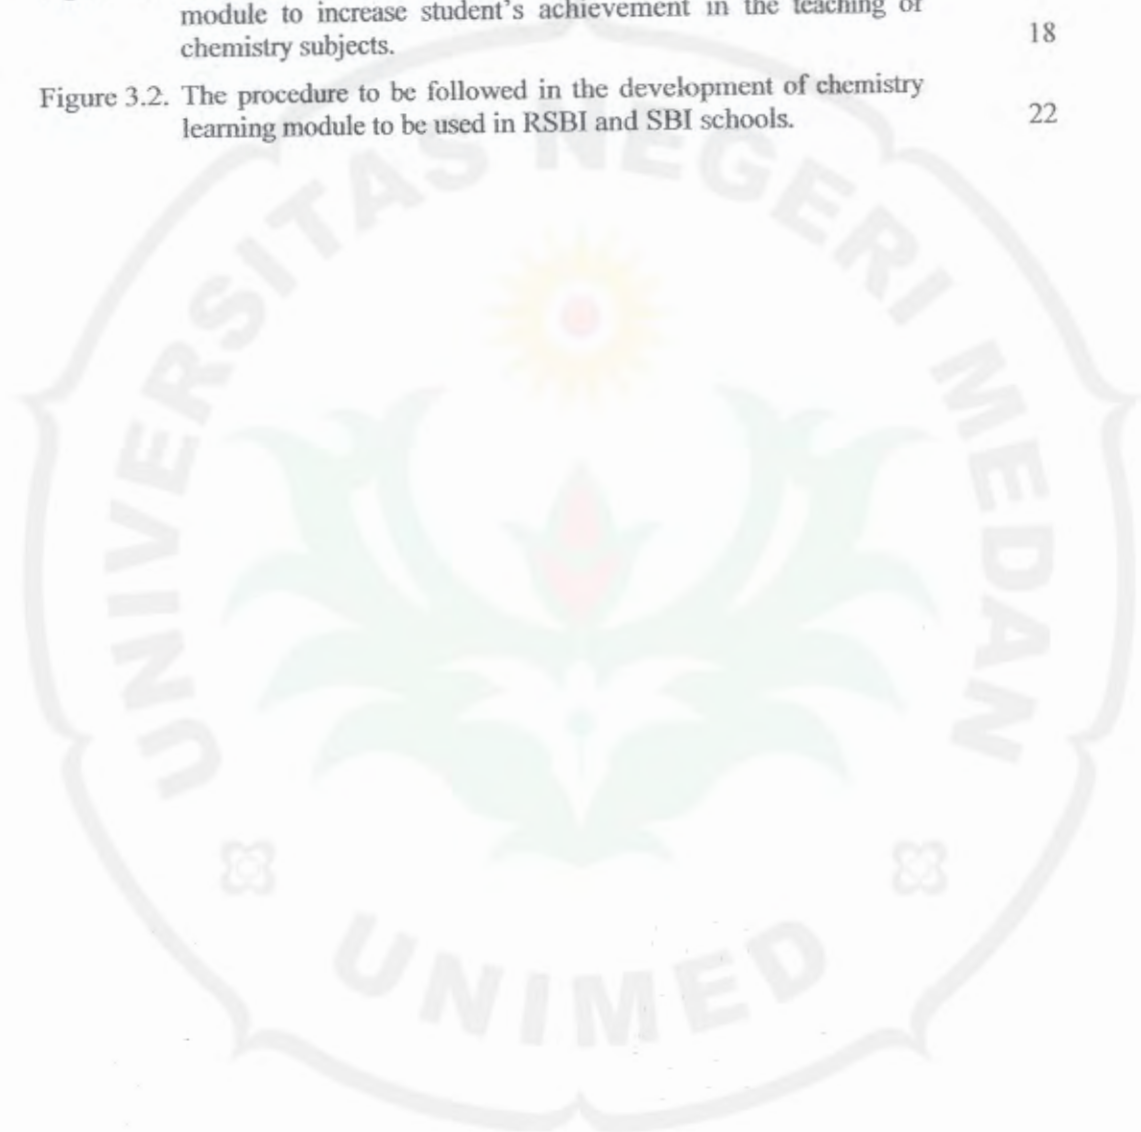 module to increase student's achievement in the teaching of
chemistry subjects. 18
Figure 3.2. The procedure to be followed in the development of chemistry
learning module to be used in RSBI and SBI schools. 22
UNIVERSITAS NEGERI MEDAN
UNIMED